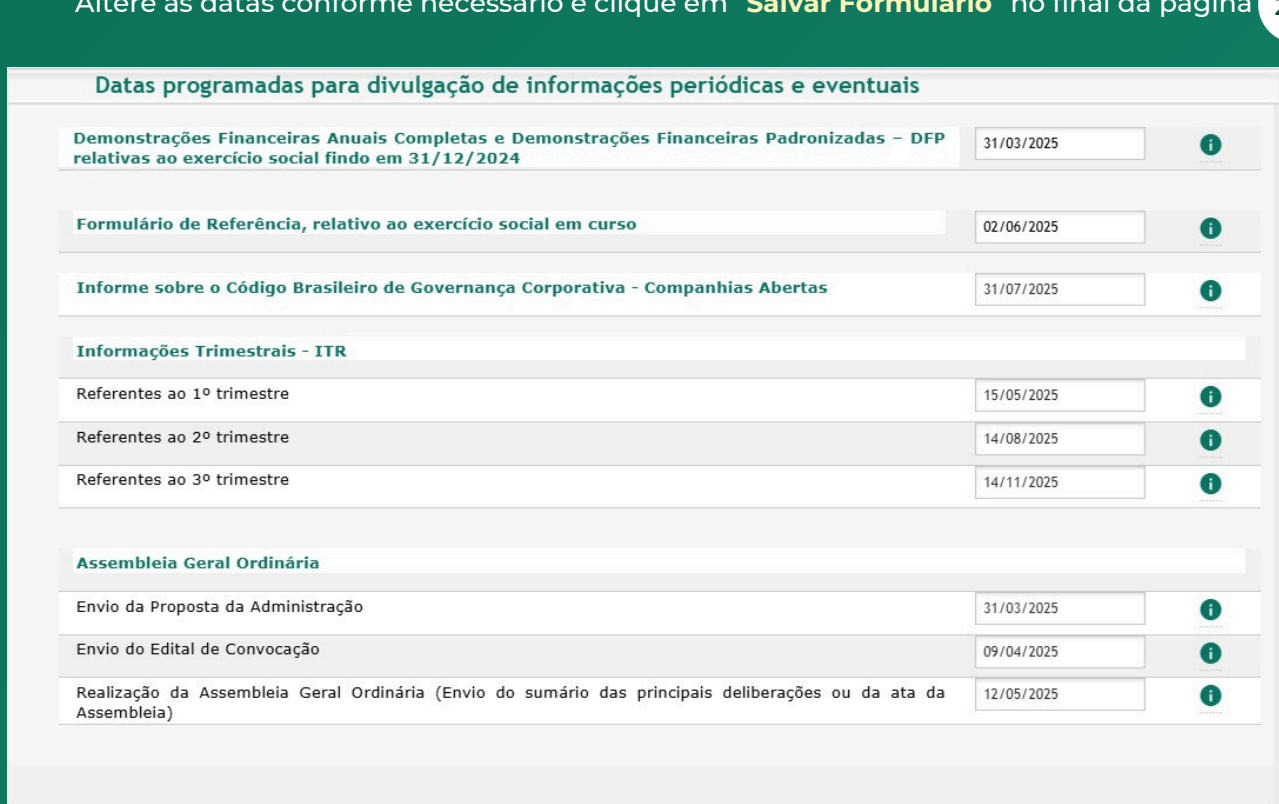 Altere as datas conforme necessário e clique em "Salvar Formulário" no final da página
Datas programadas para divulgação de informações periódicas e eventuais
Demonstrações Financeiras Anuais Completas e Demonstrações Financeiras Padronizadas – DFP
31/03/2025
relativas ao exercício social findo em 31/12/2024
Formulário de Referência, relativo ao exercício social em curso
02/06/2025
Informe sobre o Código Brasileiro de Governança Corporativa - Companhias Abertas
31/07/2025
Informações Trimestrais - ITR
Referentes ao 1º trimestre
15/05/2025
Referentes ao 2º trimestre
14/08/2025
Referentes ao 3º trimestre
14/11/2025
Assembleia Geral Ordinária
Envio da Proposta da Administração
31/03/2025
Envio do Edital de Convocação
09/04/2025
Realização da Assembleia Geral Ordinária (Envio do sumário das principais deliberações ou da ata da
12/05/2025
Assembleia)